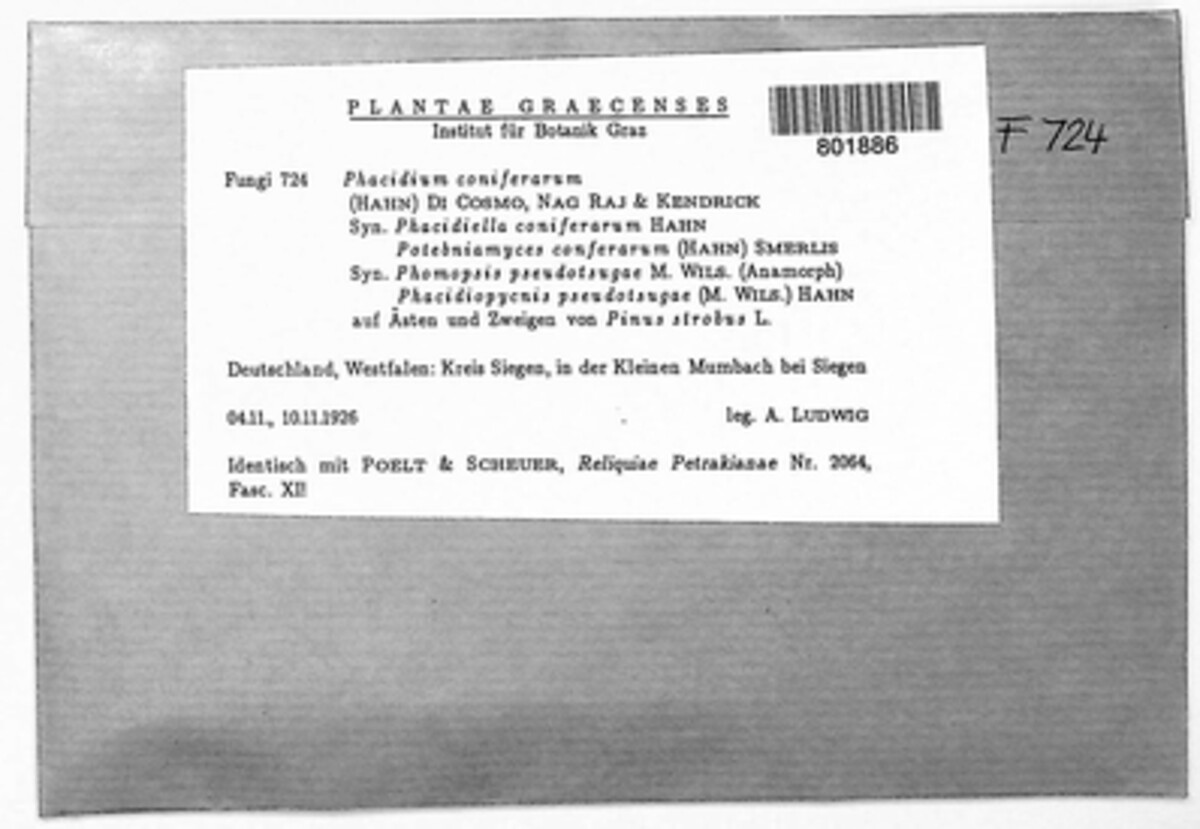 PLANTAE GRAECENSES
Institut für Botanik Graz
801886
F 724
Fungi 724 Phacidium coniferarum
(HAHN) DI COSMO, NAG RAJ & KENDRICK
Syn. Phacidiella coniferarum HAHN
Potebniamyces conferarum (HAHN) SMERLIS
Syn. Phomopsis pseudotsugae M. WILS. (Anamorph)
Phacidiopycnis pseudotsugae (M. WILS.) HAHN
auf Ästen und Zweigen von Pinus strobus L.
Deutschland, Westfalen: Kreis Siegen, in der Kleinen Mumbach bei Siegen
04.11., 10.11.1926 leg. A. LUDWIG
Identisch mit POELT & SCHEUER, Reliquiae Petrakianae Nr. 2064,
Fasc.